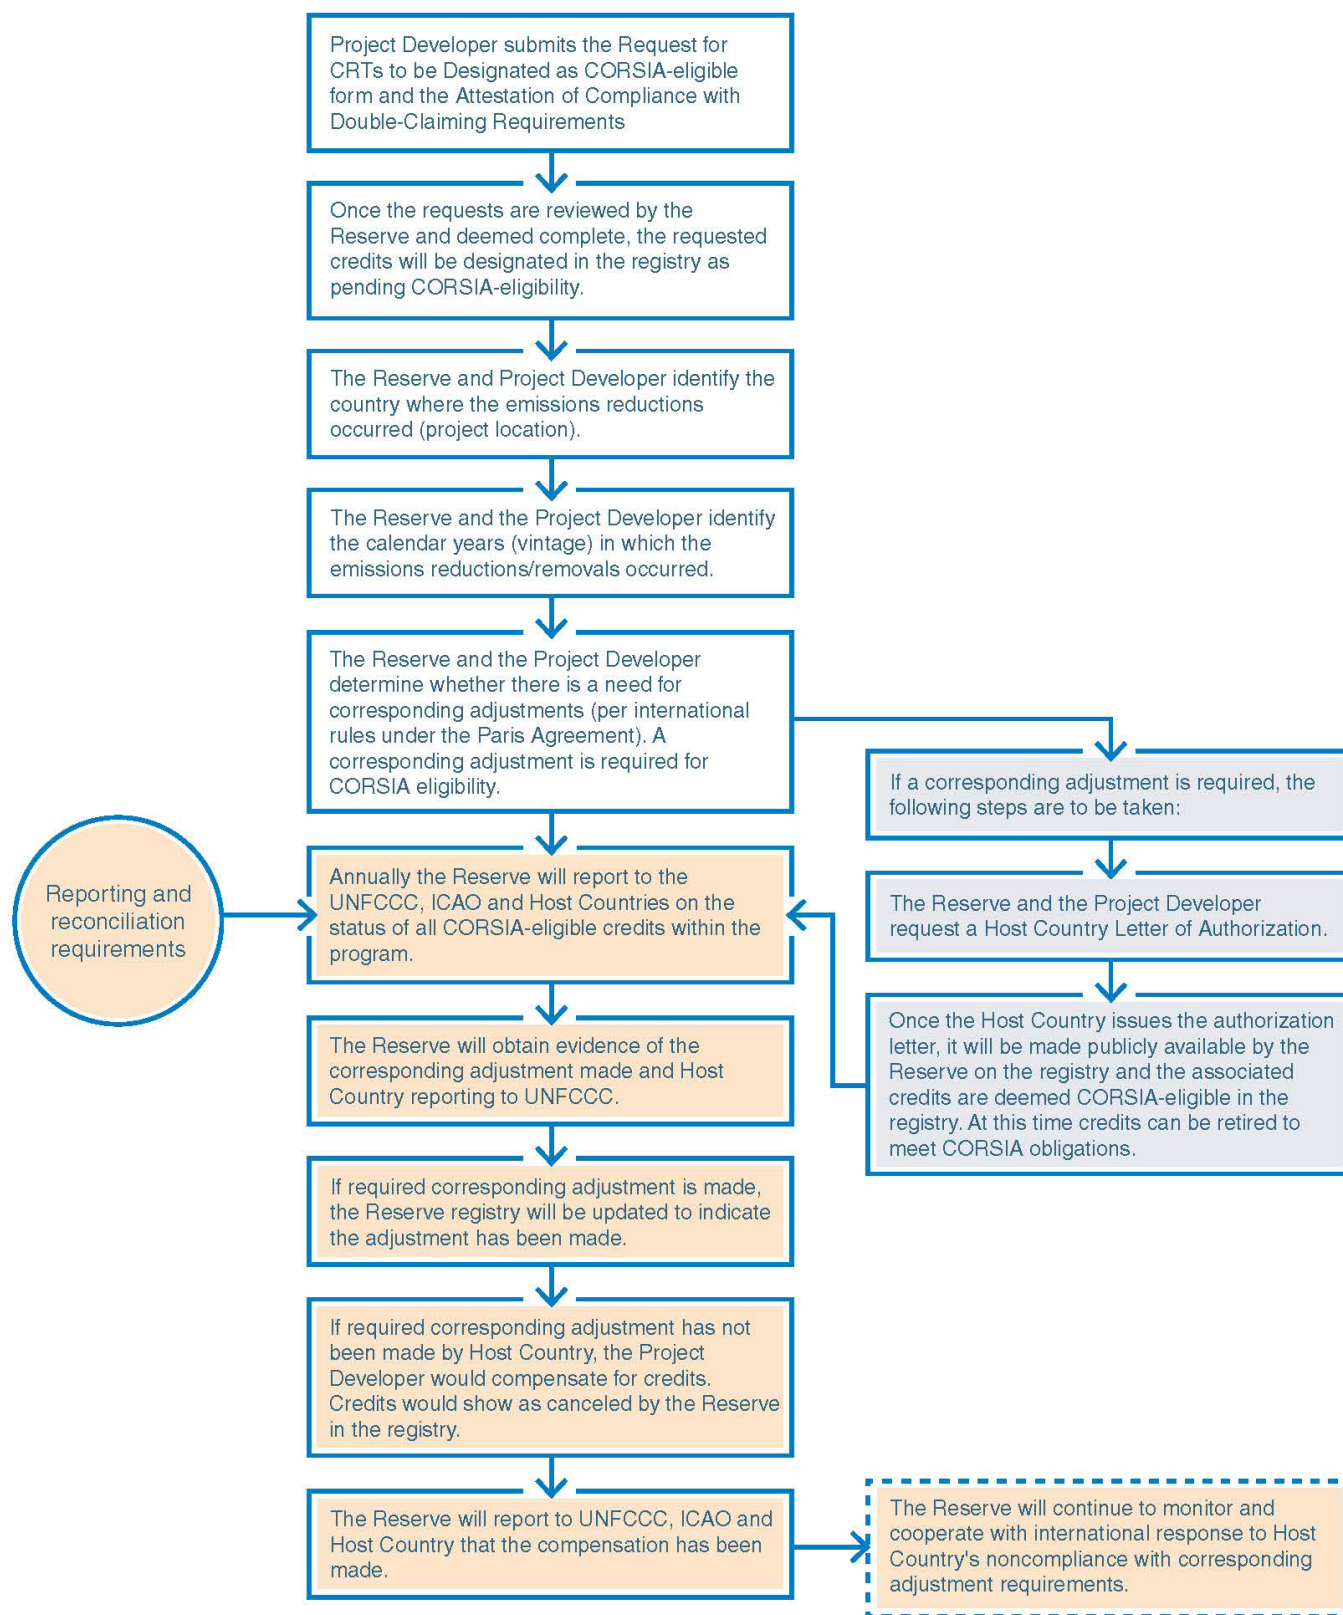 Project Developer submits the Request for
CRTs to be Designated as CORSIA-eligible
form and the Attestation of Compliance with
Double-Claiming Requirements
Once the requests are reviewed by the
Reserve and deemed complete, the requested
credits will be designated in the registry as
pending CORSIA-eligibility.
The Reserve and Project Developer identify the
country where the emissions reductions
occurred (project location).
The Reserve and the Project Developer identify
the calendar years (vintage) in which the
emissions reductions/removals occurred.
The Reserve and the Project Developer
determine whether there is a need for
corresponding adjustments (per international
rules under the Paris Agreement). A
corresponding adjustment is required for
CORSIA eligibility.
If a corresponding adjustment is required, the
following steps are to be taken:
The Reserve and the Project Developer
request a Host Country Letter of Authorization.
Once the Host Country issues the authorization
letter, it will be made publicly available by the
Reserve on the registry and the associated
credits are deemed CORSIA-eligible in the
registry. At this time credits can be retired to
meet CORSIA obligations.
Reporting and
reconciliation
requirements
Annually the Reserve will report to the
UNFCCC, ICAO and Host Countries on the
status of all CORSIA-eligible credits within the
program.
The Reserve will obtain evidence of the
corresponding adjustment made and Host
Country reporting to UNFCCC.
If required corresponding adjustment is made,
the Reserve registry will be updated to indicate
the adjustment has been made.
If required corresponding adjustment has not
been made by Host Country, the Project
Developer would compensate for credits.
Credits would show as canceled by the Reserve
in the registry.
The Reserve will report to UNFCCC, ICAO and
Host Country that the compensation has been
made.
The Reserve will continue to monitor and
cooperate with international response to Host
Country's noncompliance with corresponding
adjustment requirements.